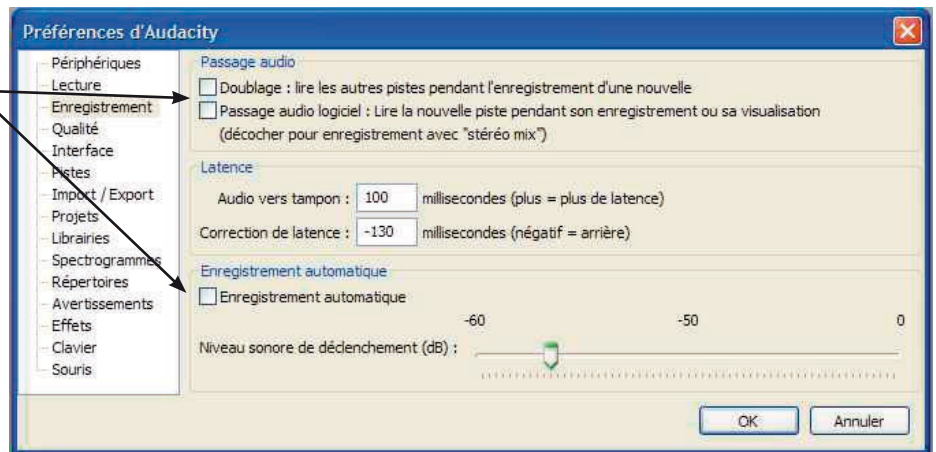 Préférences d'Audacity
Périphériques
Lecture
Enregistrement
Qualité
Interface
Pistes
Import / Export
Projets
Librairies
Spectrogrammes
Répertoires
Avertissements
Effets
Clavier
Souris
Passage audio
Doublage : lire les autres pistes pendant l'enregistrement d'une nouvelle
Passage audio logiciel : Lire la nouvelle piste pendant son enregistrement ou sa visualisation
(décocher pour enregistrement avec "stéréo mix")
Latence
Audio vers tampon : 100 millisecondes (plus = plus de latence)
Correction de latence : -130 millisecondes (négatif = arrière)
Enregistrement automatique
Enregistrement automatique
-60 -50 0
Niveau sonore de déclenchement (dB) :
OK Annuler